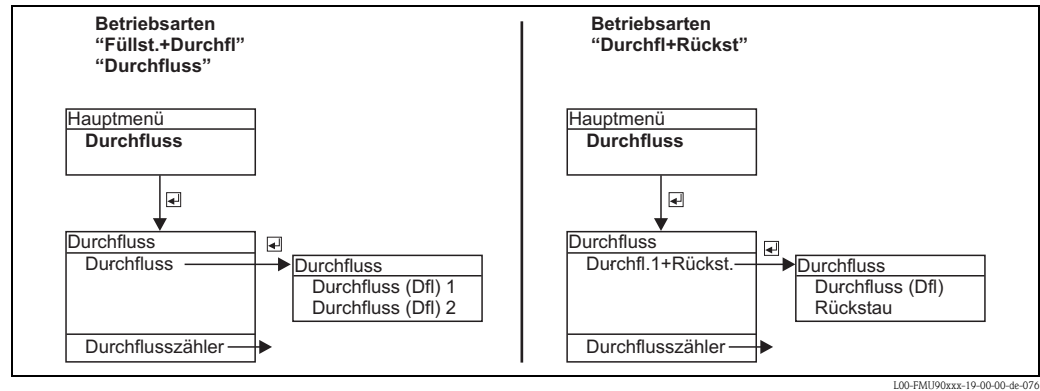 Betriebsarten
“Füllst.+Durchfl”
“Durchfluss”
Hauptmenü
Durchfluss
Durchfluss
Durchfluss
Durchflusszähler
Durchfluss
Durchfluss (Dfl) 1
Durchfluss (Dfl) 2
Betriebsarten
“Durchfl+Rückst”
Hauptmenü
Durchfluss
Durchfluss
Durchfl.1+Rückst.
Durchflusszähler
Durchfluss
Durchfluss (Dfl)
Rückstau
L00-FMU90xxx-19-00-00-de-076